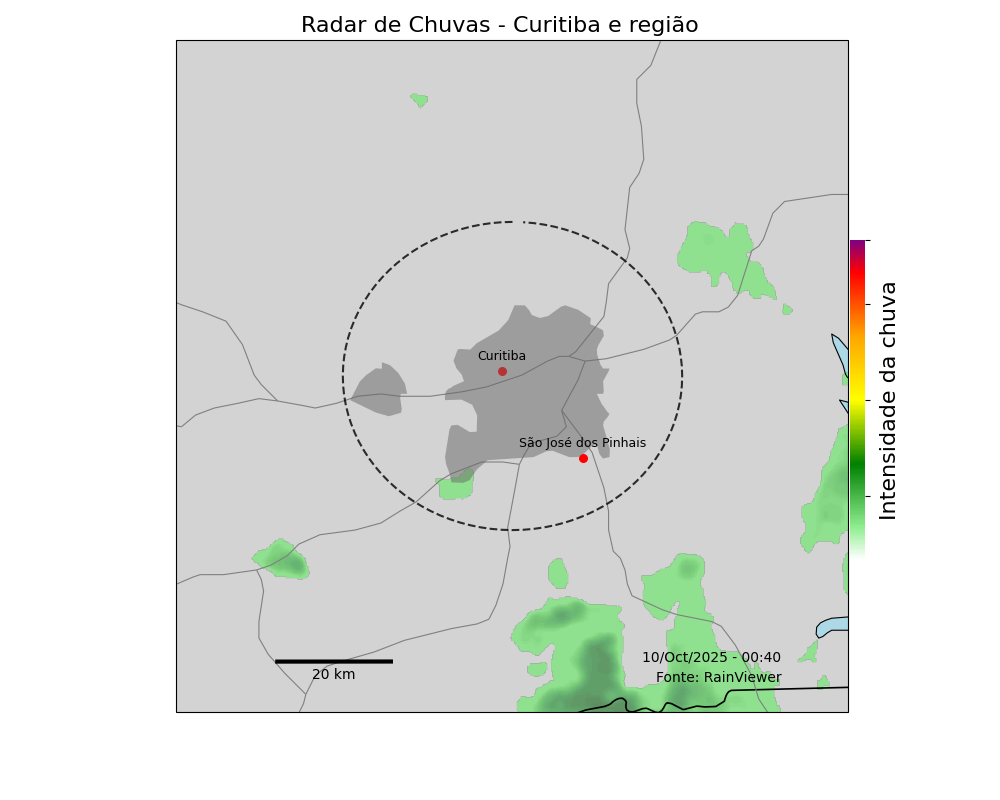 Radar de Chuvas - Curitiba e região
Curitiba
São José dos Pinhais
Intensidade da chuva
10/Oct/2025 - 00:40
Fonte: RainViewer
20 km